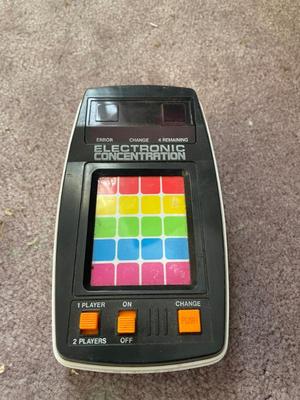 ERROR CHANGE # REMAINING
ELECTRONIC
CONCENTRATION
1 PLAYER ON CHANGE
2 PLAYERS OFF